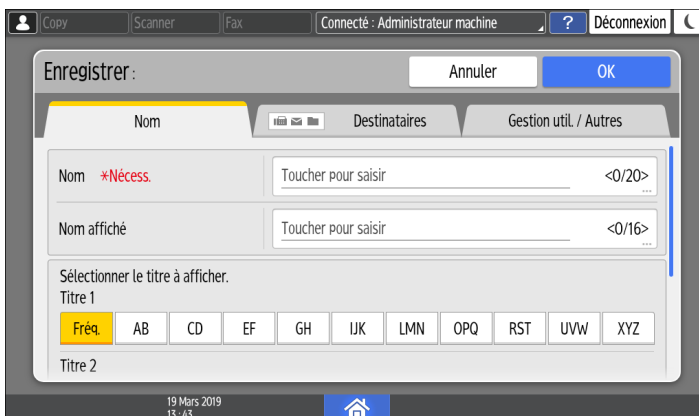 Copy Scanner Fax Connecté : Administrateur machine ? Déconnexion
Enregistrer : Annuler OK
Nom Destinataires Gestion util. / Autres
Nom *Nécess. Toucher pour saisir <0/20>
...
Nom affiché Toucher pour saisir <0/16>
...
Sélectionner le titre à afficher.
Titre 1
Fréq. AB CD EF GH IJK LMN OPQ RST UVW XYZ
Titre 2
19 Mars 2019
13 : 43